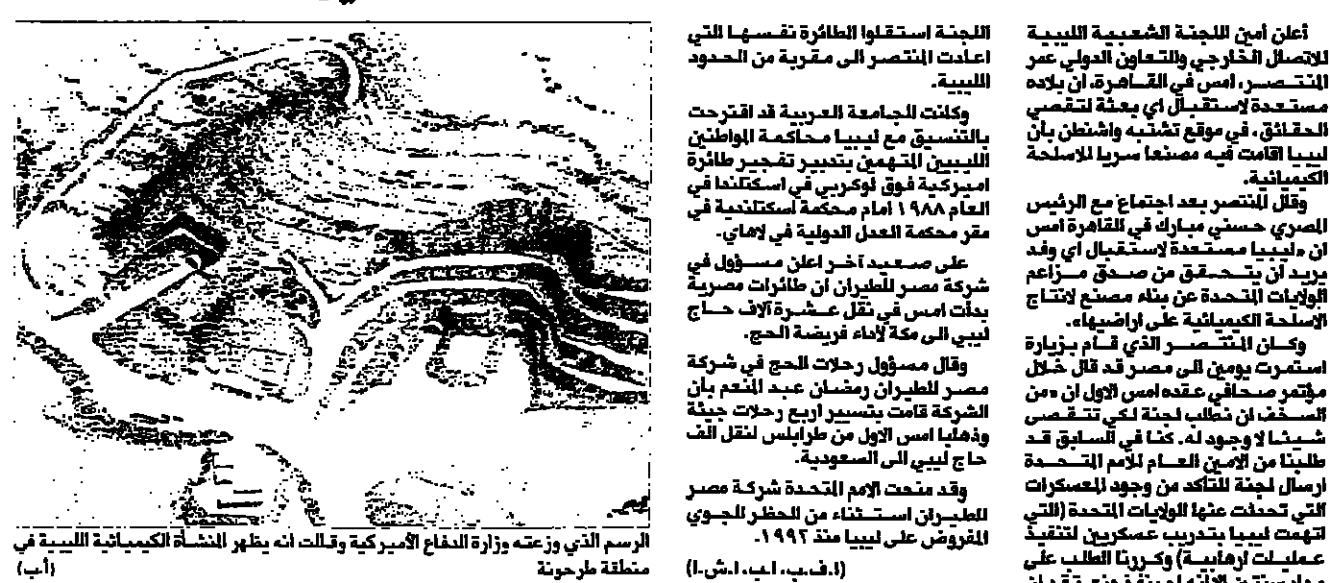 أعلن أمين اللجنة الشعبية الليبية
للاتصال الخارجي والتعاون الدولي عمر
المنتصر، امس في القاهرة، ان بلاده
مستعدة لاستقبال اي بعثة لتقصي
الحقائق، في موقع تشتبه واشنطن بأن
ليبيا اقامت فيه مصنعا سريا للاسلحة
الكيميائية.
وقال المنتصر بعد اجتماع مع الرئيس
المصري حسني مبارك في القاهرة امس
ان «ليبيا مستعدة لاستقبال اي وفد
يريد ان يتحقق من صدق مزاعم
الولايات المتحدة عن بناء مصنع لانتاج
الاسلحة الكيميائية على اراضيها».
وكان المنتصر الذي قام بزيارة
استمرت يومين الى مصر قد قال خلال
مؤتمر صحافي عقده امس الاول ان «من
السخف ان نطلب لجنة لكي تتقصى
شيئا لا وجود له. كنا في السابق قد
طلبنا من الامين العام للامم المتحدة
ارسال لجنة للتأكد من وجود المعسكرات
التي تحدثت عنها الولايات المتحدة (التي
اتهمت ليبيا بتدريب عسكريين لتنفيذ
عمليات ارهابية) وكررنا الطلب على
اللجنة استقلوا الطائرة نفسها التي
اعادت المنتصر الى مقربة من الحدود
الليبية.
وكانت الجامعة العربية قد اقترحت
بالتنسيق مع ليبيا محاكمة المواطنين
الليبيين المتهمين بتدبير تفجير طائرة
اميركية فوق لوكربي في اسكتلندا في
العام ١٩٨٨ امام محكمة اسكتلندية في
مقر محكمة العدل الدولية في لاهاي.
على صعيد آخر اعلن مسؤول في
شركة مصر للطيران ان طائرات مصرية
بدأت امس في نقل عشرة آلاف حاج
ليبي الى مكة لاداء فريضة الحج.
وقال مسؤول رحلات الحج في شركة
مصر للطيران رمضان عبد المنعم بأن
الشركة قامت بتسيير اربع رحلات جيئة
وذهابا امس الاول من طرابلس لنقل الف
حاج ليبي الى السعودية.
وقد منحت الامم المتحدة شركة مصر
للطيران استثناء من الحظر الجوي
المفروض على ليبيا منذ ١٩٩٢.
(ا.ف.ب، ا.ب، ا.ش.ا)
الرسم الذي وزعته وزارة الدفاع الأميركية وقالت انه يظهر المنشأة الكيميائية الليبية في
منطقة طرحونة (أ.ب)